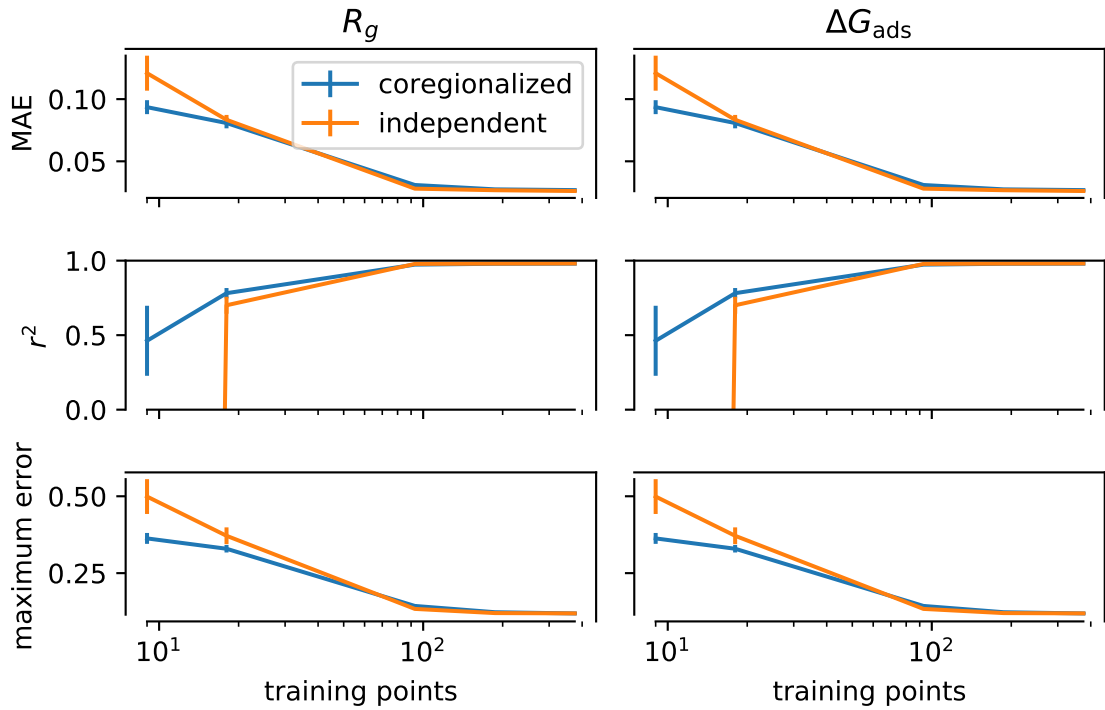 R_g ΔG_ads
MAE
0.10
0.05
coregionalized
independent
r²
1.0
0.5
0.0
maximum error
0.50
0.25
10¹ 10² 10¹ 10²
training points training points